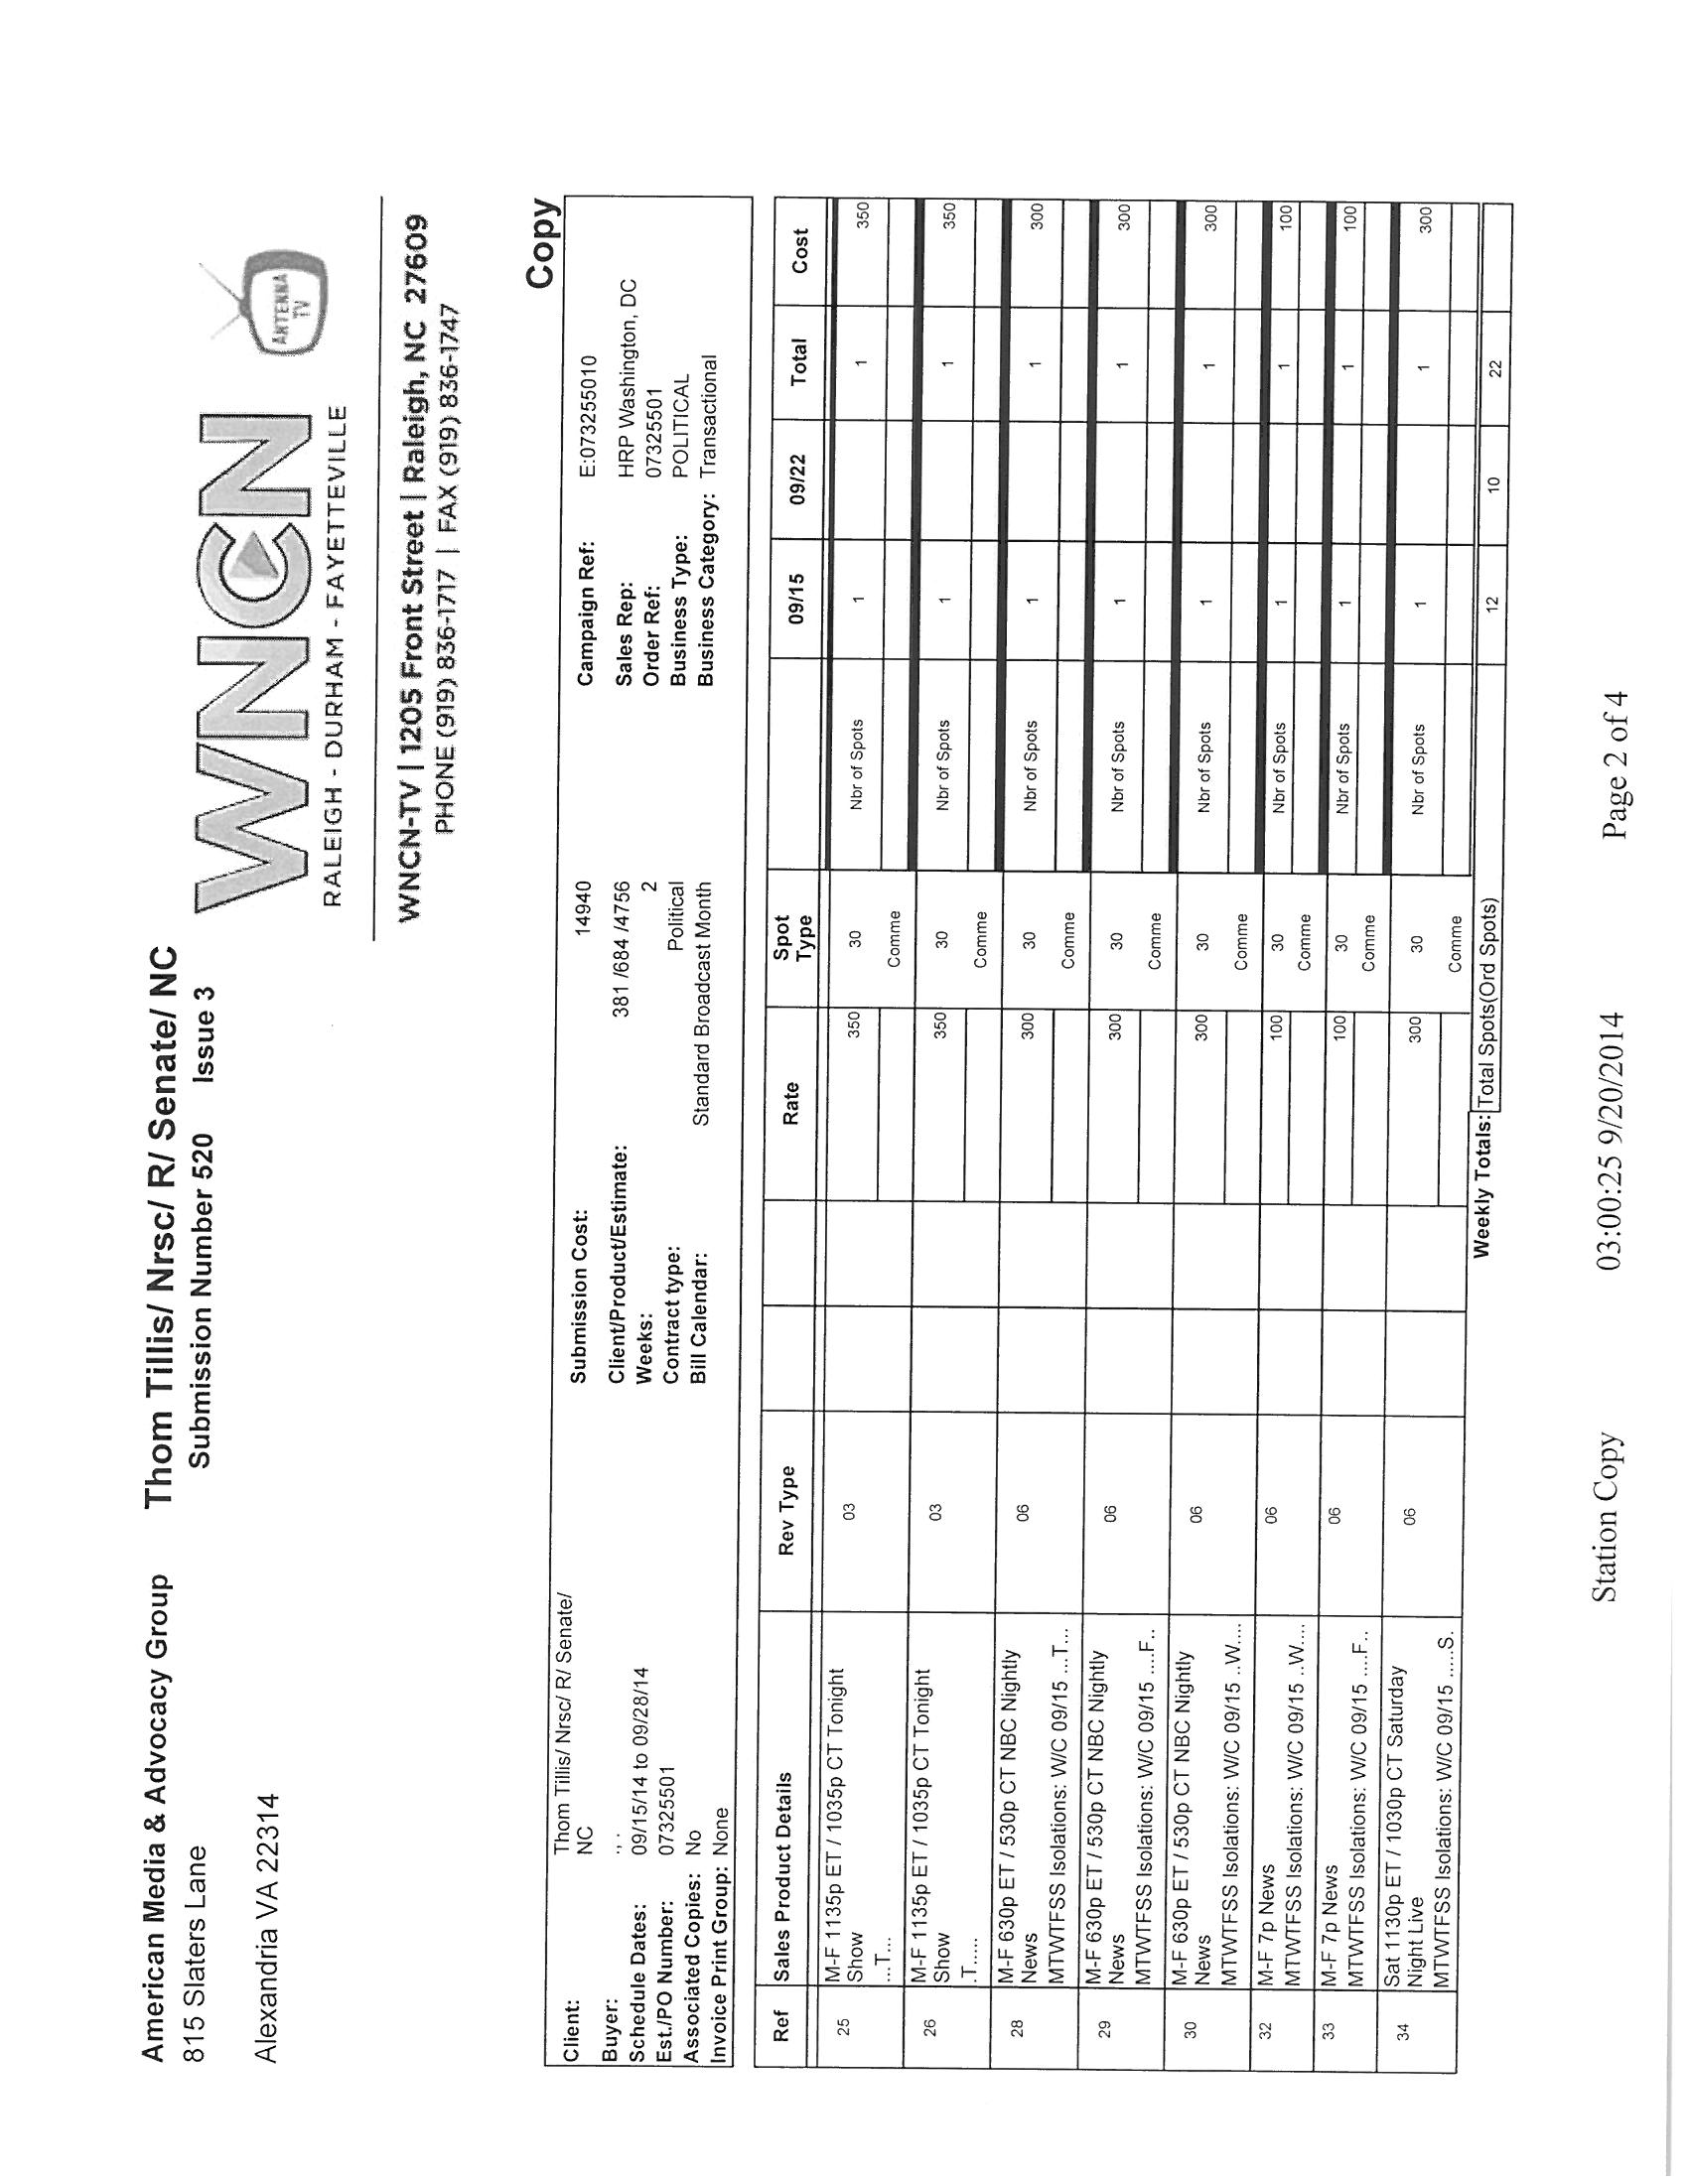 American Media & Advocacy Group
815 Slaters Lane
Alexandria VA 22314
Thom Tillis/ Nrsc/ R/ Senate/ NC
Submission Number 520 Issue 3
WNCN
ANTENNA TV
RALEIGH - DURHAM - FAYETTEVILLE
WNCN-TV | 1205 Front Street | Raleigh, NC 27609
PHONE (919) 836-1717 | FAX (919) 836-1747
Copy
Client: Thom Tillis/ Nrsc/ R/ Senate/ NC
Buyer: , .
Schedule Dates: 09/15/14 to 09/28/14
Est./PO Number: 07325501
Associated Copies: No
Invoice Print Group: None
Submission Cost: 14940
Client/Product/Estimate: 381 /684 /4756
Weeks: 2
Contract type: Political
Bill Calendar: Standard Broadcast Month
Campaign Ref: E:073255010
Sales Rep: HRP Washington, DC
Order Ref: 07325501
Business Type: POLITICAL
Business Category: Transactional
Ref Sales Product Details Rev Type Rate Spot Type 09/15 09/22 Total Cost
25 M-F 1135p ET / 1035p CT Tonight 03 350 30 Nbr of Spots 1 1 350
Show
...T... Comme
26 M-F 1135p ET / 1035p CT Tonight 03 350 30 Nbr of Spots 1 1 350
Show
.T..... Comme
28 M-F 630p ET / 530p CT NBC Nightly 06 300 30 Nbr of Spots 1 1 300
News
MTWTFSS Isolations: W/C 09/15 ...T... Comme
29 M-F 630p ET / 530p CT NBC Nightly 06 300 30 Nbr of Spots 1 1 300
News
MTWTFSS Isolations: W/C 09/15 ....F.. Comme
30 M-F 630p ET / 530p CT NBC Nightly 06 300 30 Nbr of Spots 1 1 300
News
MTWTFSS Isolations: W/C 09/15 ..W.... Comme
32 M-F 7p News 06 100 30 Nbr of Spots 1 1 100
MTWTFSS Isolations: W/C 09/15 ..W.... Comme
33 M-F 7p News 06 100 30 Nbr of Spots 1 1 100
MTWTFSS Isolations: W/C 09/15 ....F.. Comme
34 Sat 1130p ET / 1030p CT Saturday 06 300 30 Nbr of Spots 1 1 300
Night Live
MTWTFSS Isolations: W/C 09/15 .....S. Comme
Weekly Totals: Total Spots(Ord Spots) 12 10 22
Station Copy 03:00:25 9/20/2014 Page 2 of 4